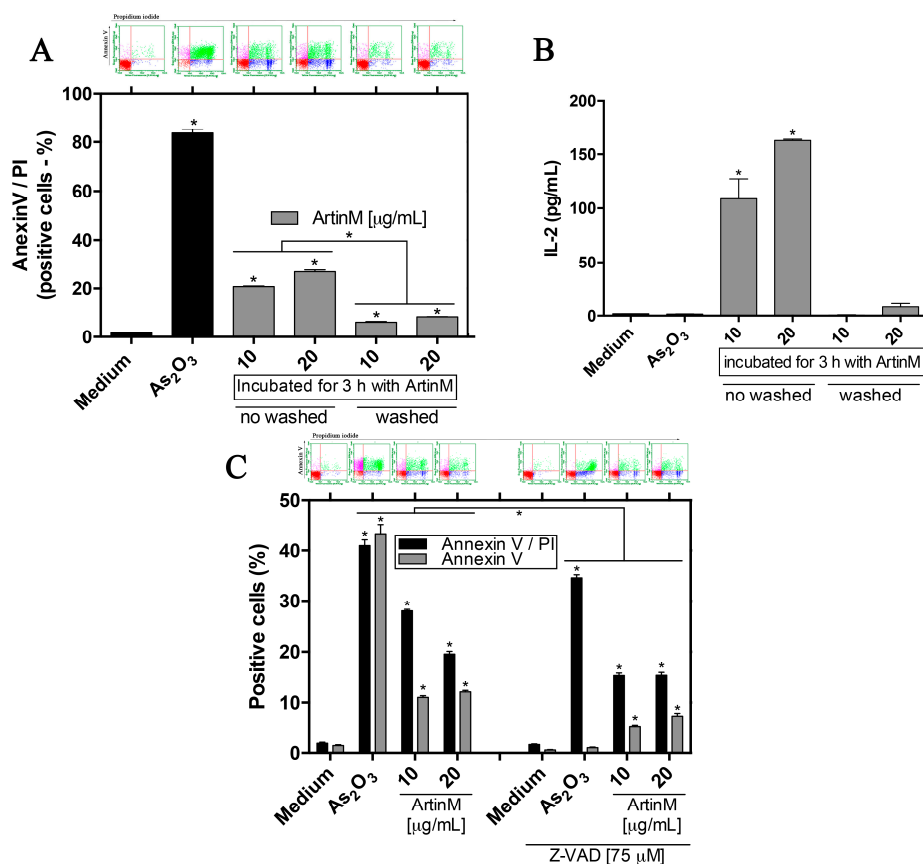 Propidium iodide
A
Annexin V
100
80
60
40
20
0
AnexinV / PI
(positive cells - %)
*
ArtinM [μg/mL]
*
*
*
*
*
Medium
As2O3
10
20
10
20
Incubated for 3 h with ArtinM
no washed
washed
B
200
150
100
50
0
IL-2 (pg/mL)
*
*
Medium
As2O3
10
20
10
20
incubated for 3 h with ArtinM
no washed
washed
Propidium iodide
C
Annexin V
50
40
30
20
10
0
Positive cells (%)
*
*
*
*
*
*
*
*
*
*
*
*
Annexin V / PI
Annexin V
Medium
As2O3
10
20
ArtinM
[μg/mL]
Medium
As2O3
10
20
ArtinM
[μg/mL]
Z-VAD [75 μM]